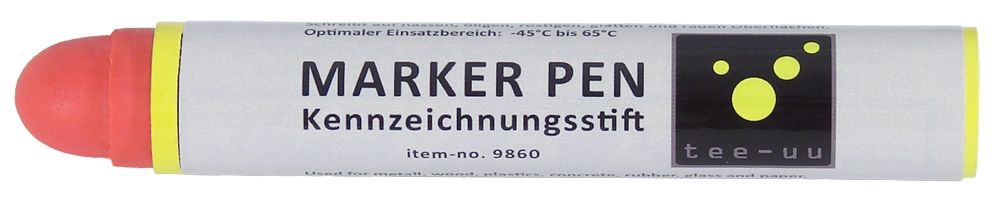 Schreibt auf nassen, öligen, rostigen, glatten und rauen Oberflächen.
Optimaler Einsatzbereich: -45°C bis 65°C
MARKER PEN
Kennzeichnungsstift
item-no. 9860
Used for metall, wood, plastics, concrete, rubber, glass and paper.
tee-uu